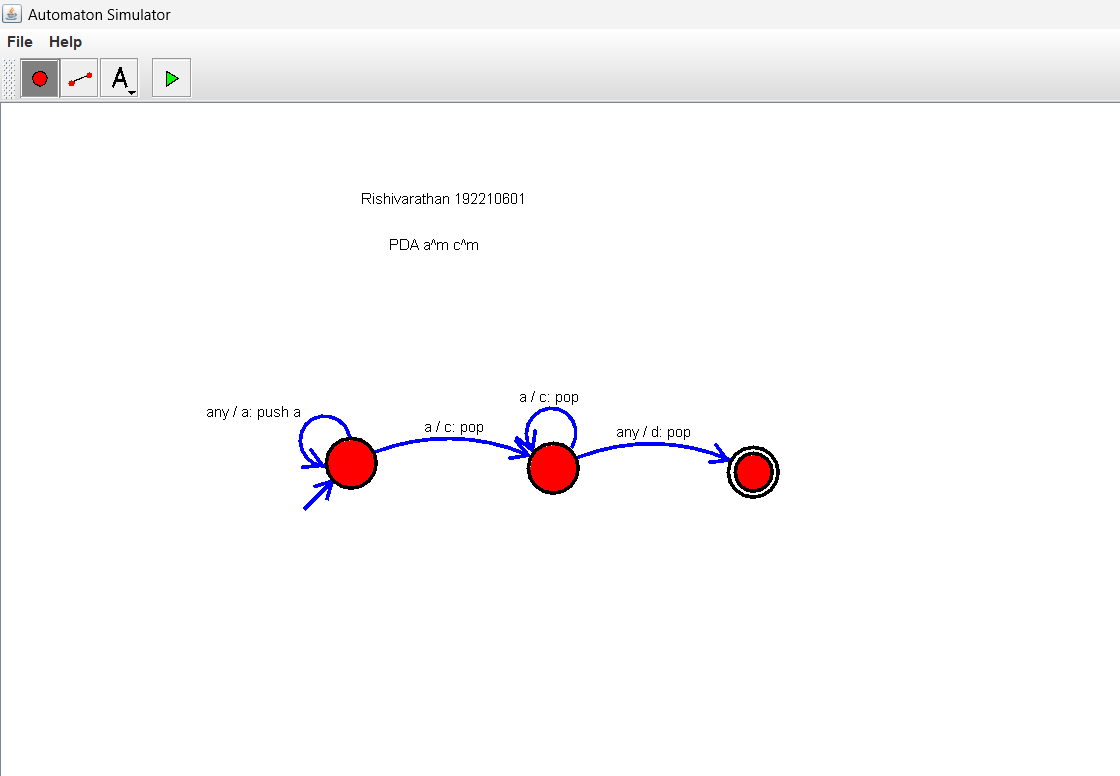 Automaton Simulator
File Help
A
Rishivarathan 192210601
PDA a^m c^m
a / c: pop
any / a: push a
a / c: pop
any / d: pop